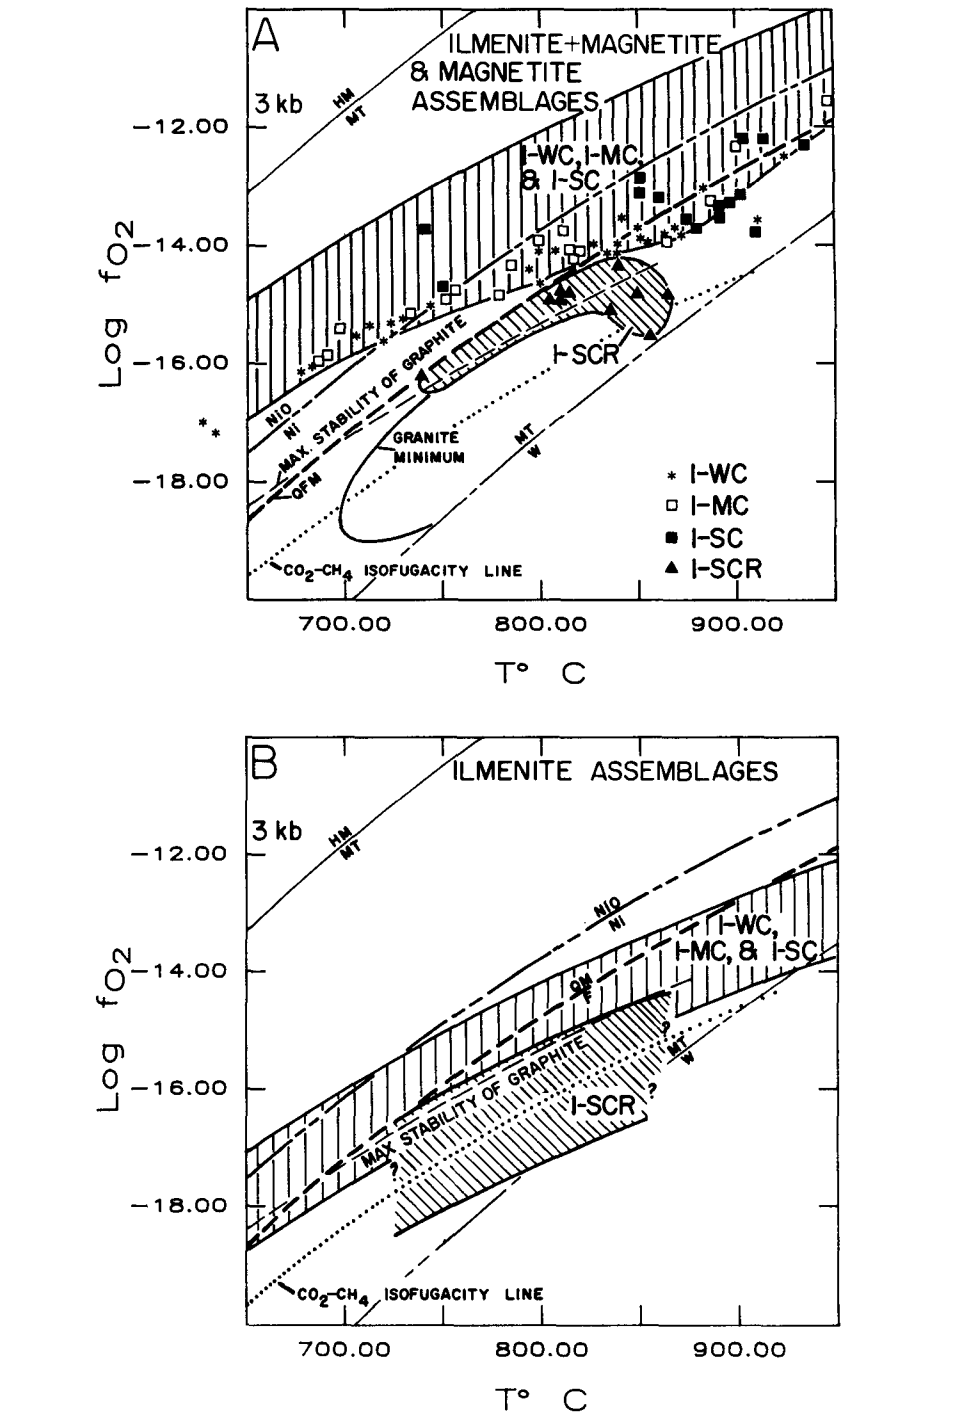 A
ILMENITE+MAGNETITE
& MAGNETITE
ASSEMBLAGES
3 kb
HM
MT
-12.00
I-WC, I-MC,
& I-SC
Log fO2
-14.00
I-SCR
-16.00
NiO
Ni
MAX. STABILITY OF GRAPHITE
QFM
GRANITE
MINIMUM
MT
W
-18.00
* I-WC
□ I-MC
■ I-SC
▲ I-SCR
CO2-CH4 ISOFUGACITY LINE
700.00 800.00 900.00
T° C
B
ILMENITE ASSEMBLAGES
3 kb
HM
MT
-12.00
NiO
Ni
I-WC,
I-MC, & I-SC
Log fO2
-14.00
MT
W
?
-16.00
MAX STABILITY OF GRAPHITE
?
I-SCR
?
-18.00
CO2-CH4 ISOFUGACITY LINE
700.00 800.00 900.00
T° C